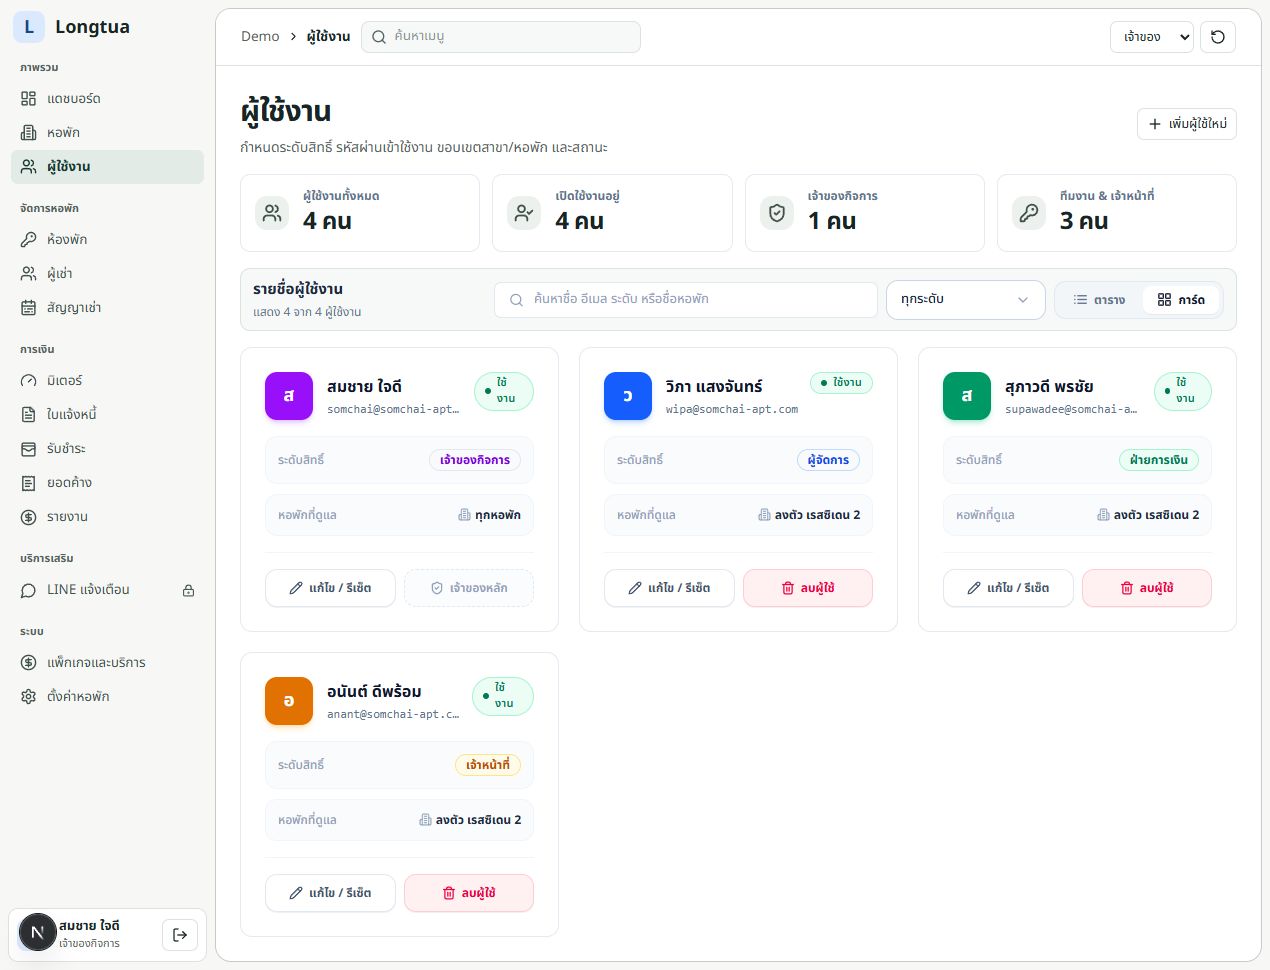 L Longtua
ภาพรวม
แดชบอร์ด
หอพัก
ผู้ใช้งาน
จัดการหอพัก
ห้องพัก
ผู้เช่า
สัญญาเช่า
การเงิน
มิเตอร์
ใบแจ้งหนี้
รับชำระ
ยอดค้าง
รายงาน
บริการเสริม
LINE แจ้งเตือน
ระบบ
แพ็กเกจและบริการ
ตั้งค่าหอพัก
N สมชาย ใจดี
เจ้าของกิจการ
Demo > ผู้ใช้งาน
ค้นหาเมนู
เจ้าของ
ผู้ใช้งาน
กำหนดระดับสิทธิ์ รหัสผ่านเข้าใช้งาน ขอบเขตสาขา/หอพัก และสถานะ
+ เพิ่มผู้ใช้ใหม่
ผู้ใช้งานทั้งหมด
4 คน
เปิดใช้งานอยู่
4 คน
เจ้าของกิจการ
1 คน
ทีมงาน & เจ้าหน้าที่
3 คน
รายชื่อผู้ใช้งาน
แสดง 4 จาก 4 ผู้ใช้งาน
ค้นหาชื่อ อีเมล ระดับ หรือชื่อหอพัก
ทุกระดับ
ตาราง
การ์ด
ส
สมชาย ใจดี
somchai@somchai-apt…
ใช้
งาน
ระดับสิทธิ์
เจ้าของกิจการ
หอพักที่ดูแล
ทุกหอพัก
แก้ไข / รีเซ็ต
เจ้าของหลัก
ว
วิภา แสงจันทร์
wipa@somchai-apt.com
ใช้งาน
ระดับสิทธิ์
ผู้จัดการ
หอพักที่ดูแล
ลงตัว เรสซิเดน 2
แก้ไข / รีเซ็ต
ลบผู้ใช้
ส
สุภาวดี พรชัย
supawadee@somchai-a…
ใช้
งาน
ระดับสิทธิ์
ฝ่ายการเงิน
หอพักที่ดูแล
ลงตัว เรสซิเดน 2
แก้ไข / รีเซ็ต
ลบผู้ใช้
อ
อนันต์ ดีพร้อม
anant@somchai-apt.c…
ใช้
งาน
ระดับสิทธิ์
เจ้าหน้าที่
หอพักที่ดูแล
ลงตัว เรสซิเดน 2
แก้ไข / รีเซ็ต
ลบผู้ใช้